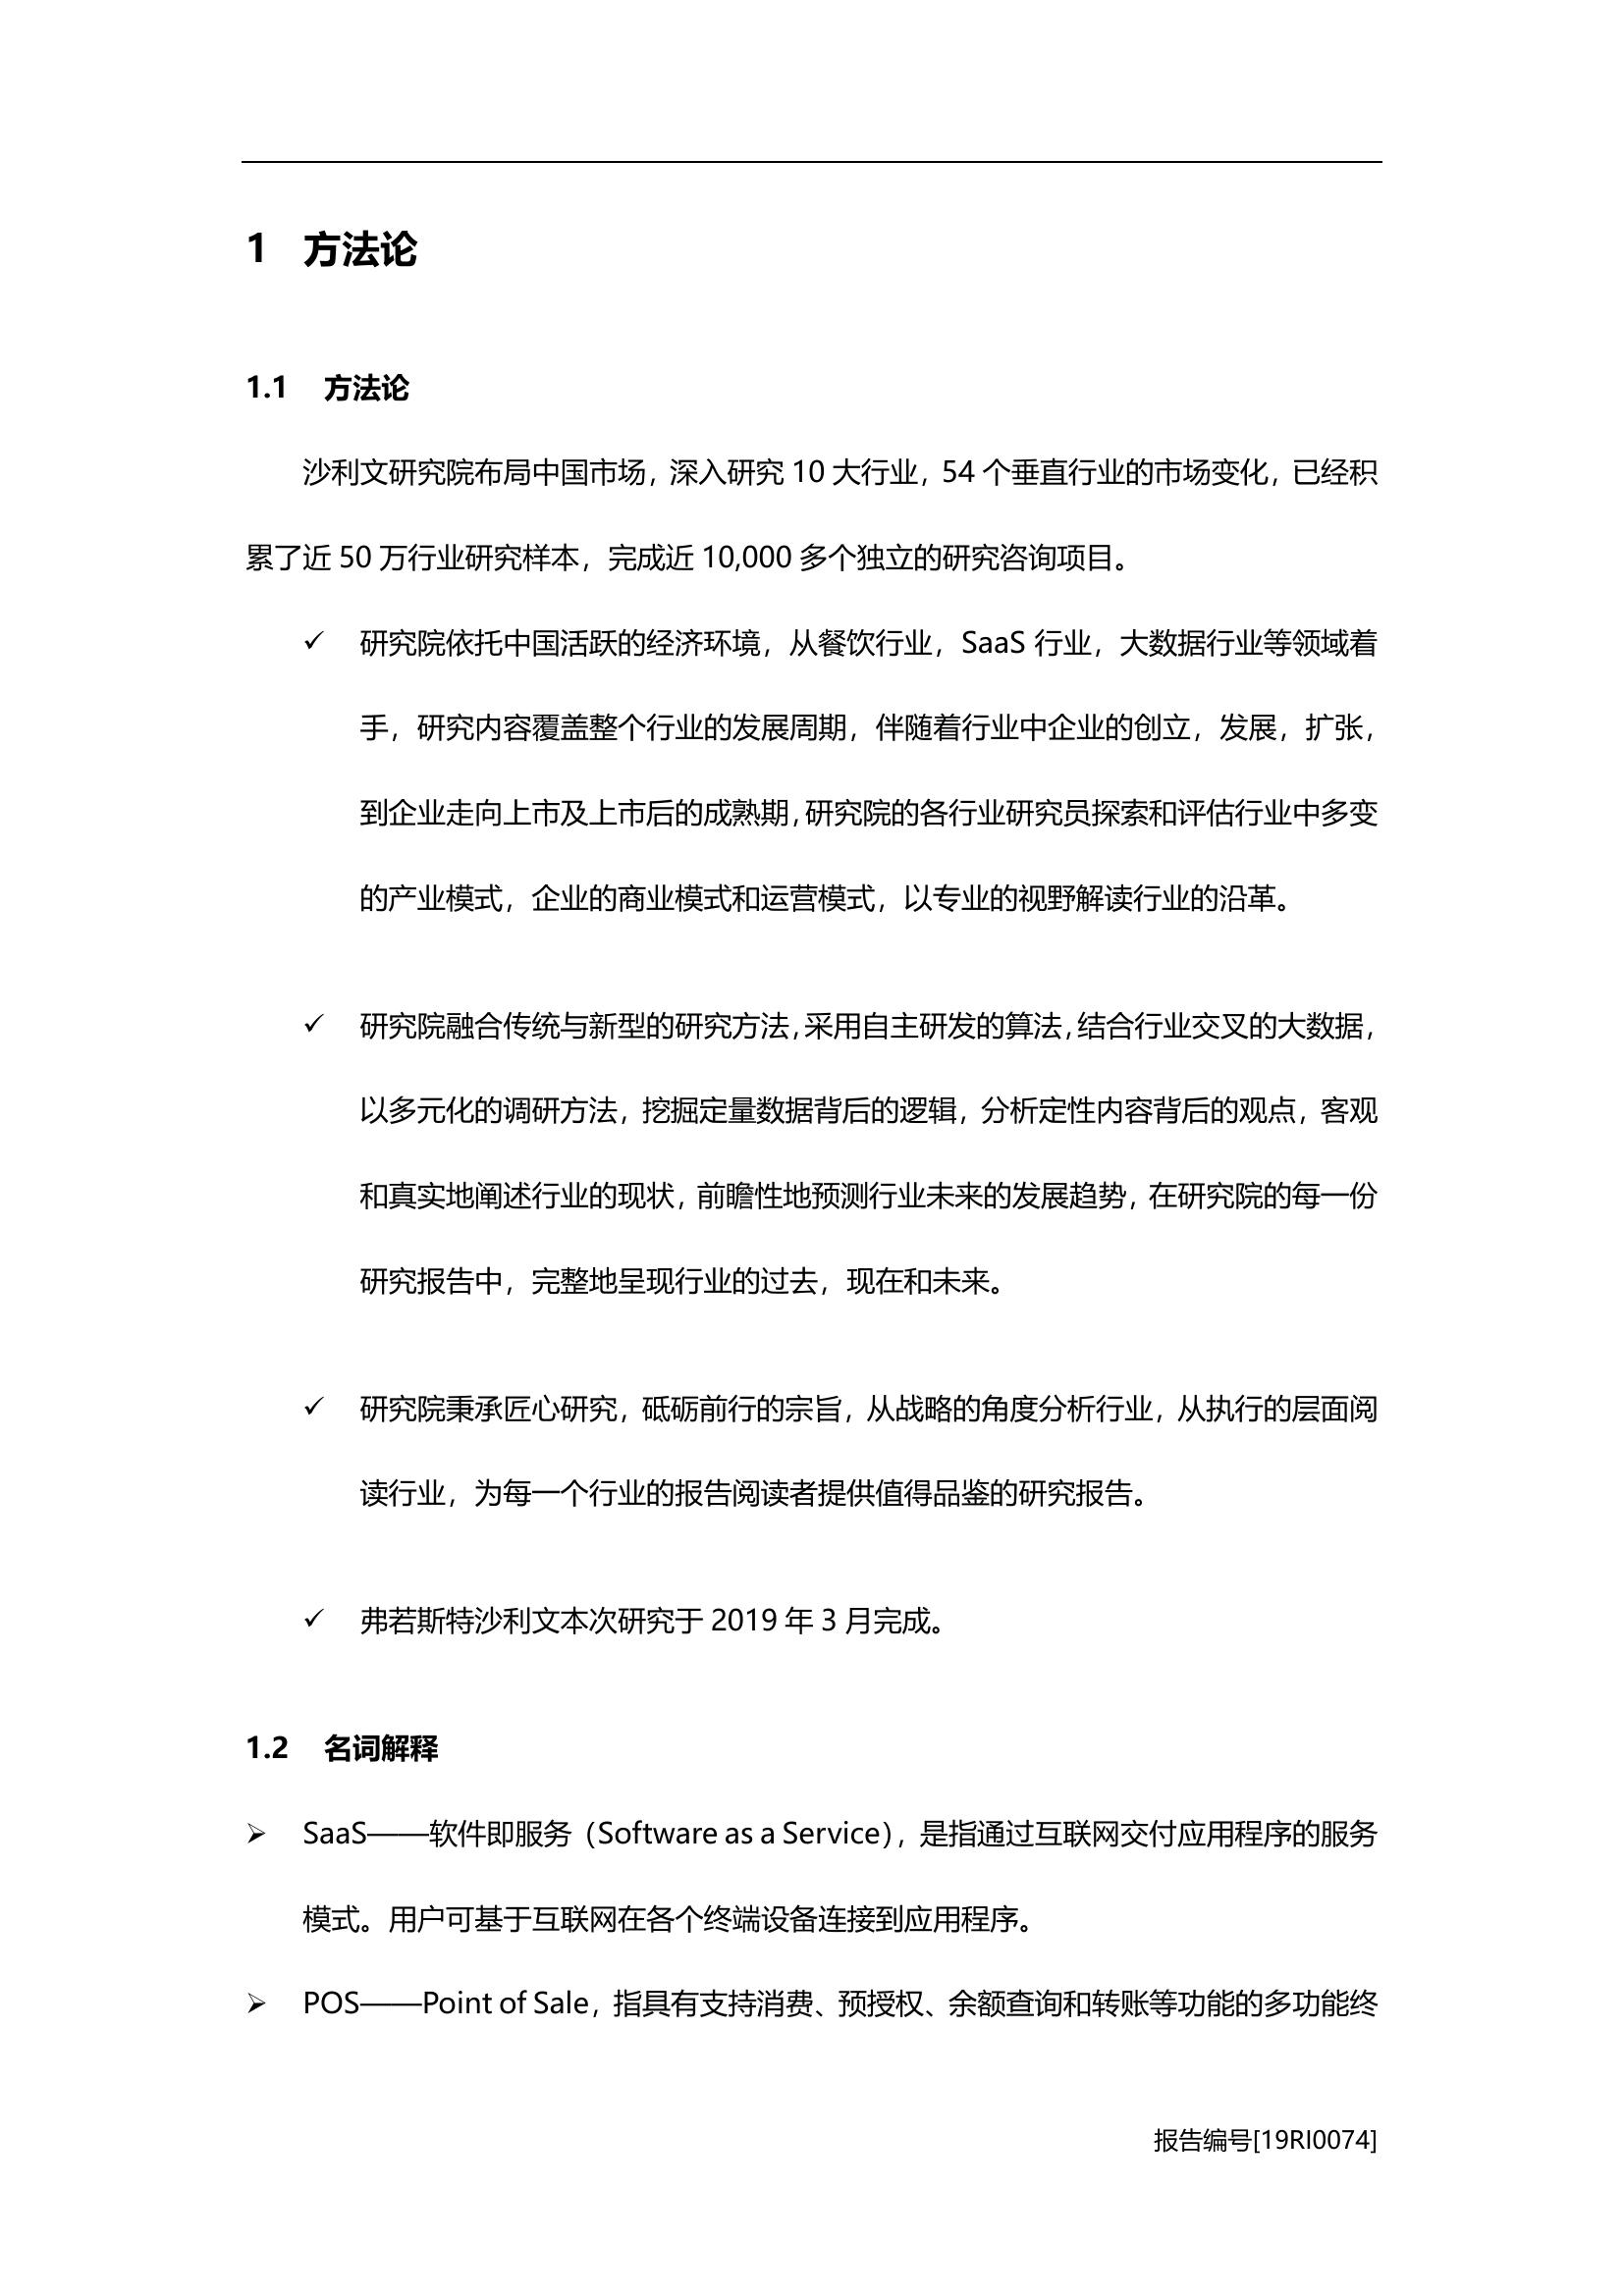 1 方法论
1.1 方法论
沙利文研究院布局中国市场，深入研究 10 大行业，54 个垂直行业的市场变化，已经积
累了近 50 万行业研究样本，完成近 10,000 多个独立的研究咨询项目。
✓ 研究院依托中国活跃的经济环境，从餐饮行业，SaaS 行业，大数据行业等领域着
手，研究内容覆盖整个行业的发展周期，伴随着行业中企业的创立，发展，扩张，
到企业走向上市及上市后的成熟期，研究院的各行业研究员探索和评估行业中多变
的产业模式，企业的商业模式和运营模式，以专业的视野解读行业的沿革。
✓ 研究院融合传统与新型的研究方法，采用自主研发的算法，结合行业交叉的大数据，
以多元化的调研方法，挖掘定量数据背后的逻辑，分析定性内容背后的观点，客观
和真实地阐述行业的现状，前瞻性地预测行业未来的发展趋势，在研究院的每一份
研究报告中，完整地呈现行业的过去，现在和未来。
✓ 研究院秉承匠心研究，砥砺前行的宗旨，从战略的角度分析行业，从执行的层面阅
读行业，为每一个行业的报告阅读者提供值得品鉴的研究报告。
✓ 弗若斯特沙利文本次研究于 2019 年 3 月完成。
1.2 名词解释
➢ SaaS——软件即服务（Software as a Service），是指通过互联网交付应用程序的服务
模式。用户可基于互联网在各个终端设备连接到应用程序。
➢ POS——Point of Sale，指具有支持消费、预授权、余额查询和转账等功能的多功能终
报告编号[19RI0074]